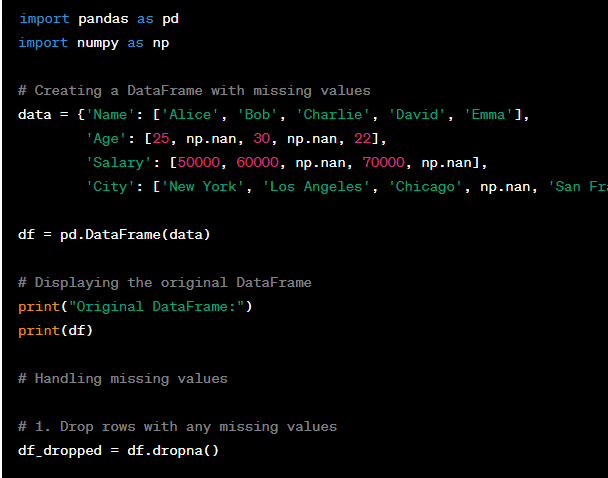 import pandas as pd
import numpy as np
# Creating a DataFrame with missing values
data = {'Name': ['Alice', 'Bob', 'Charlie', 'David', 'Emma'],
'Age': [25, np.nan, 30, np.nan, 22],
'Salary': [50000, 60000, np.nan, 70000, np.nan],
'City': ['New York', 'Los Angeles', 'Chicago', np.nan, 'San
df = pd.DataFrame(data)
# Displaying the original DataFrame
print("Original DataFrame:")
print(df)
# Handling missing values
# 1. Drop rows with any missing values
df_dropped = df.dropna()